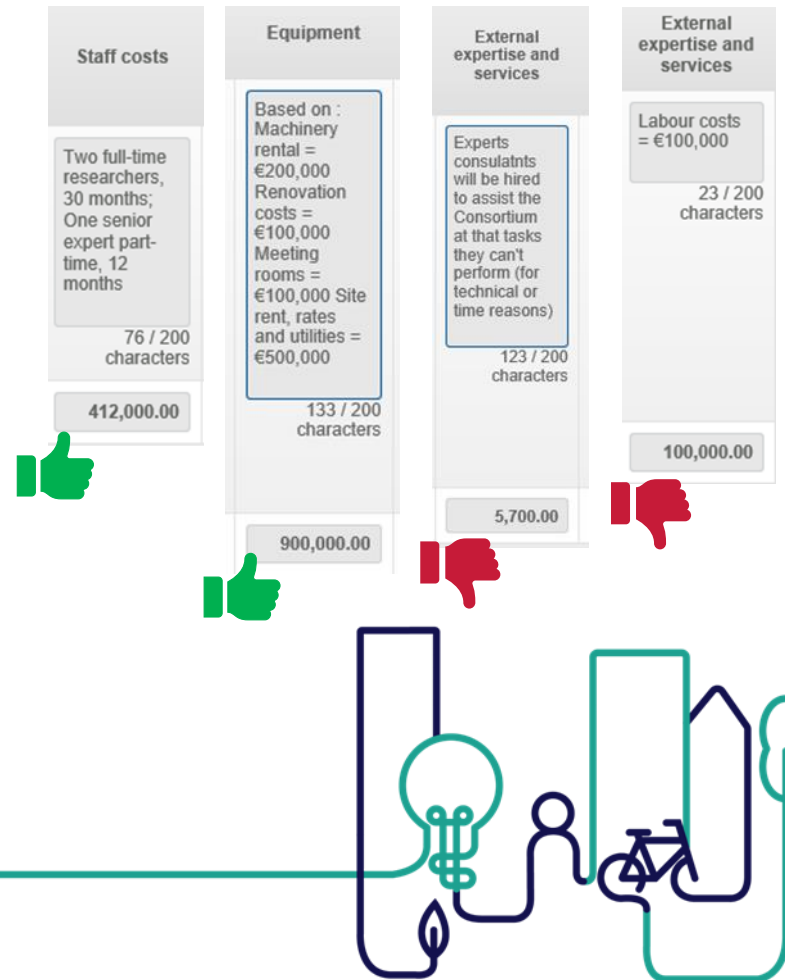 Staff costs
Two full-time
researchers,
30 months;
One senior
expert part-
time, 12
months
76 / 200
characters
412,000.00
Equipment
Based on :
Machinery
rental =
€200,000
Renovation
costs =
€100,000
Meeting
rooms =
€100,000 Site
rent, rates
and utilities =
€500,000
133 / 200
characters
900,000.00
External
expertise and
services
Experts
consulatnts
will be hired
to assist the
Consortium
at that tasks
they can't
perform (for
technical or
time reasons)
123 / 200
characters
5,700.00
External
expertise and
services
Labour costs
= €100,000
23 / 200
characters
100,000.00